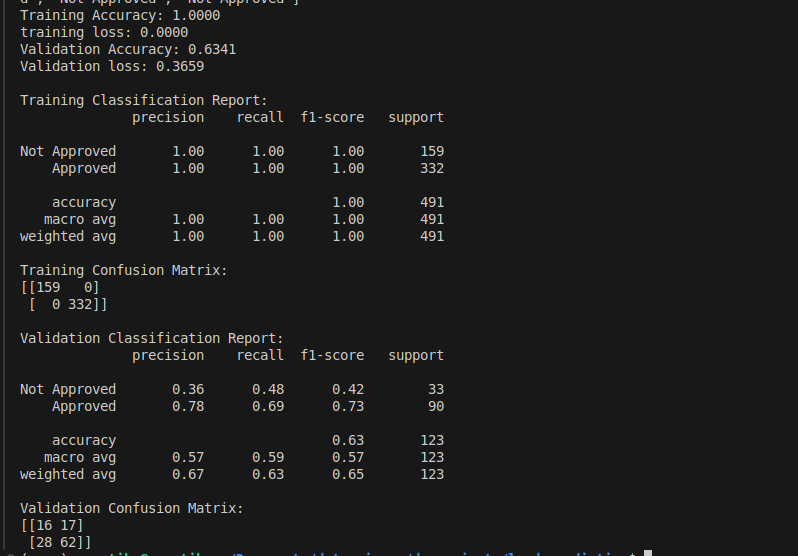 Training Accuracy: 1.0000
training loss: 0.0000
Validation Accuracy: 0.6341
Validation loss: 0.3659
Training Classification Report:
precision recall f1-score support
Not Approved 1.00 1.00 1.00 159
Approved 1.00 1.00 1.00 332
accuracy 1.00 491
macro avg 1.00 1.00 1.00 491
weighted avg 1.00 1.00 1.00 491
Training Confusion Matrix:
[[159 0]
[ 0 332]]
Validation Classification Report:
precision recall f1-score support
Not Approved 0.36 0.48 0.42 33
Approved 0.78 0.69 0.73 90
accuracy 0.63 123
macro avg 0.57 0.59 0.57 123
weighted avg 0.67 0.63 0.65 123
Validation Confusion Matrix:
[[16 17]
[28 62]]